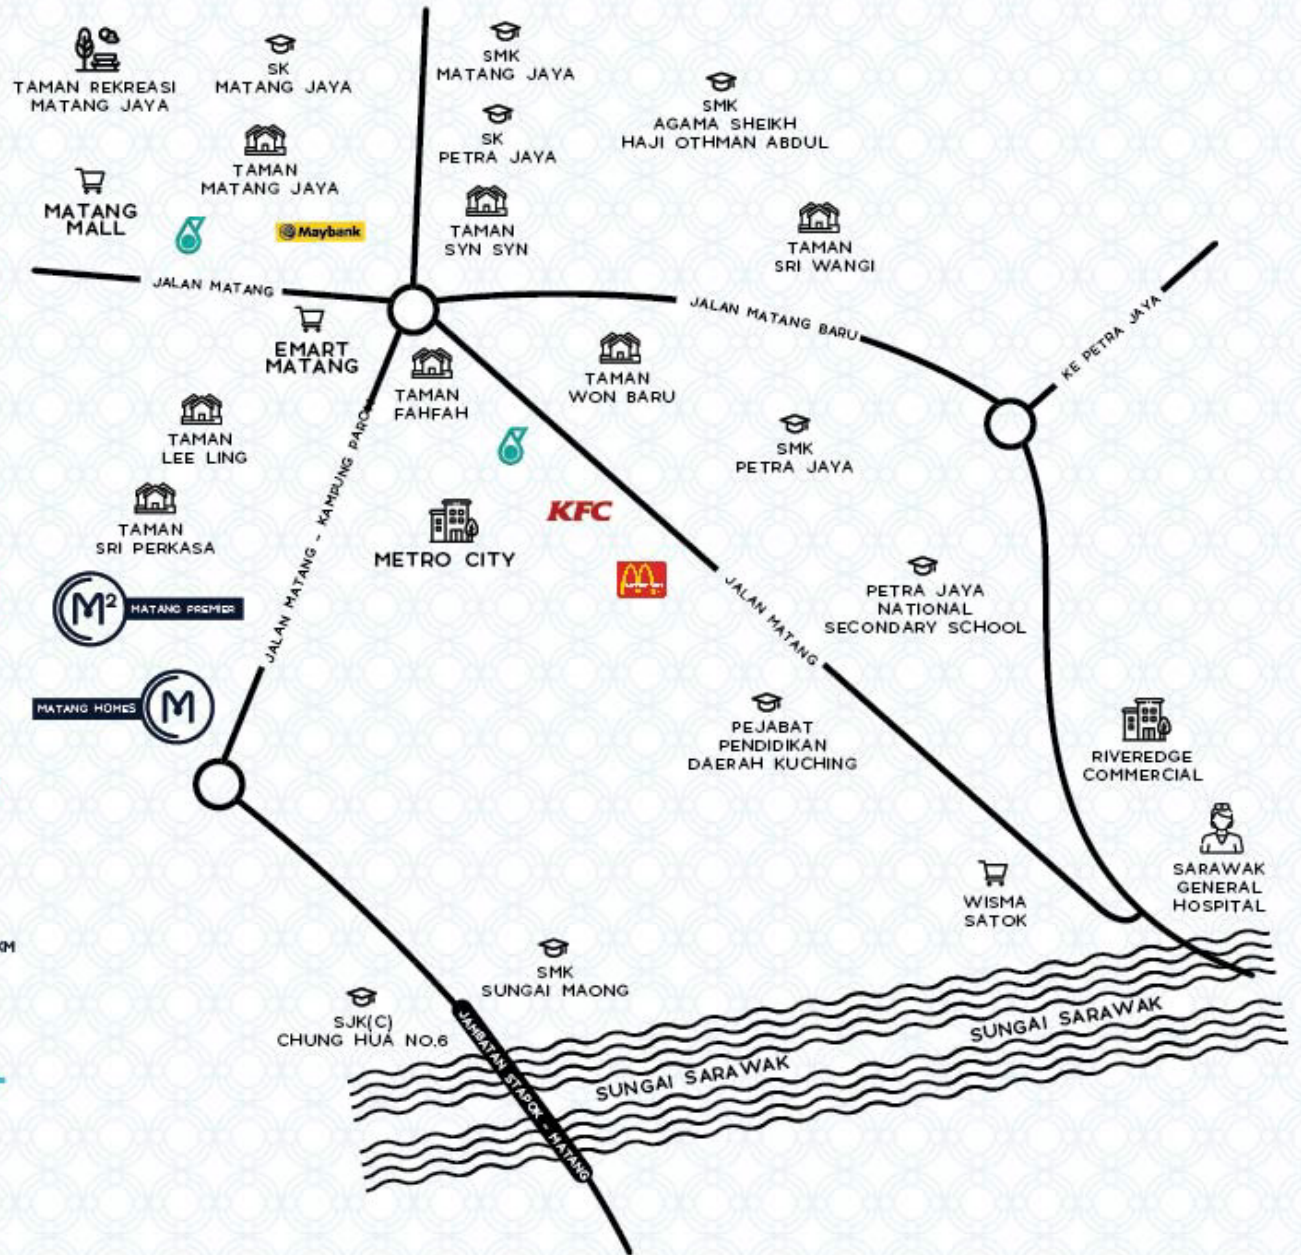 TAMAN REKREASI
MATANG JAYA
SK
MATANG JAYA
SMK
MATANG JAYA
SMK
AGAMA SHEIKH
HAJI OTHMAN ABDUL
SK
PETRA JAYA
TAMAN
MATANG JAYA
MATANG
MALL
Maybank
TAMAN
SYN SYN
TAMAN
SRI WANGI
JALAN MATANG
JALAN MATANG BARU
KE PETRA JAYA
EMART
MATANG
TAMAN
FAHFAH
TAMAN
WON BARU
TAMAN
LEE LING
SMK
PETRA JAYA
JALAN MATANG - KAMPUNG PAROK
TAMAN
SRI PERKASA
METRO CITY
KFC
M²
MATANG PREMIER
JALAN MATANG
PETRA JAYA
NATIONAL
SECONDARY SCHOOL
MATANG HOMES
M
PEJABAT
PENDIDIKAN
DAERAH KUCHING
RIVEREDGE
COMMERCIAL
WISMA
SATOK
SARAWAK
GENERAL
HOSPITAL
KM
SMK
SUNGAI MAONG
SJK(C)
CHUNG HUA NO.6
JAMBATAN STAPOK - MATANG
SUNGAI SARAWAK
SUNGAI SARAWAK